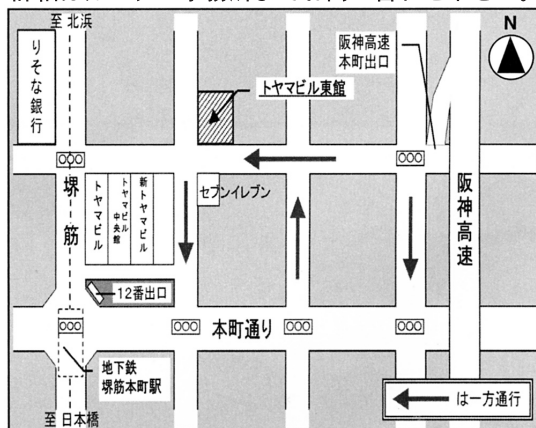 至 北浜
りそな銀行
トヤマビル東館
阪神高速
本町出口
N
堺筋
トヤマビル
トヤマビル
中央館
新トヤマビル
セブンイレブン
阪神高速
12番出口
本町通り
地下鉄
堺筋本町駅
至 日本橋
は一方通行